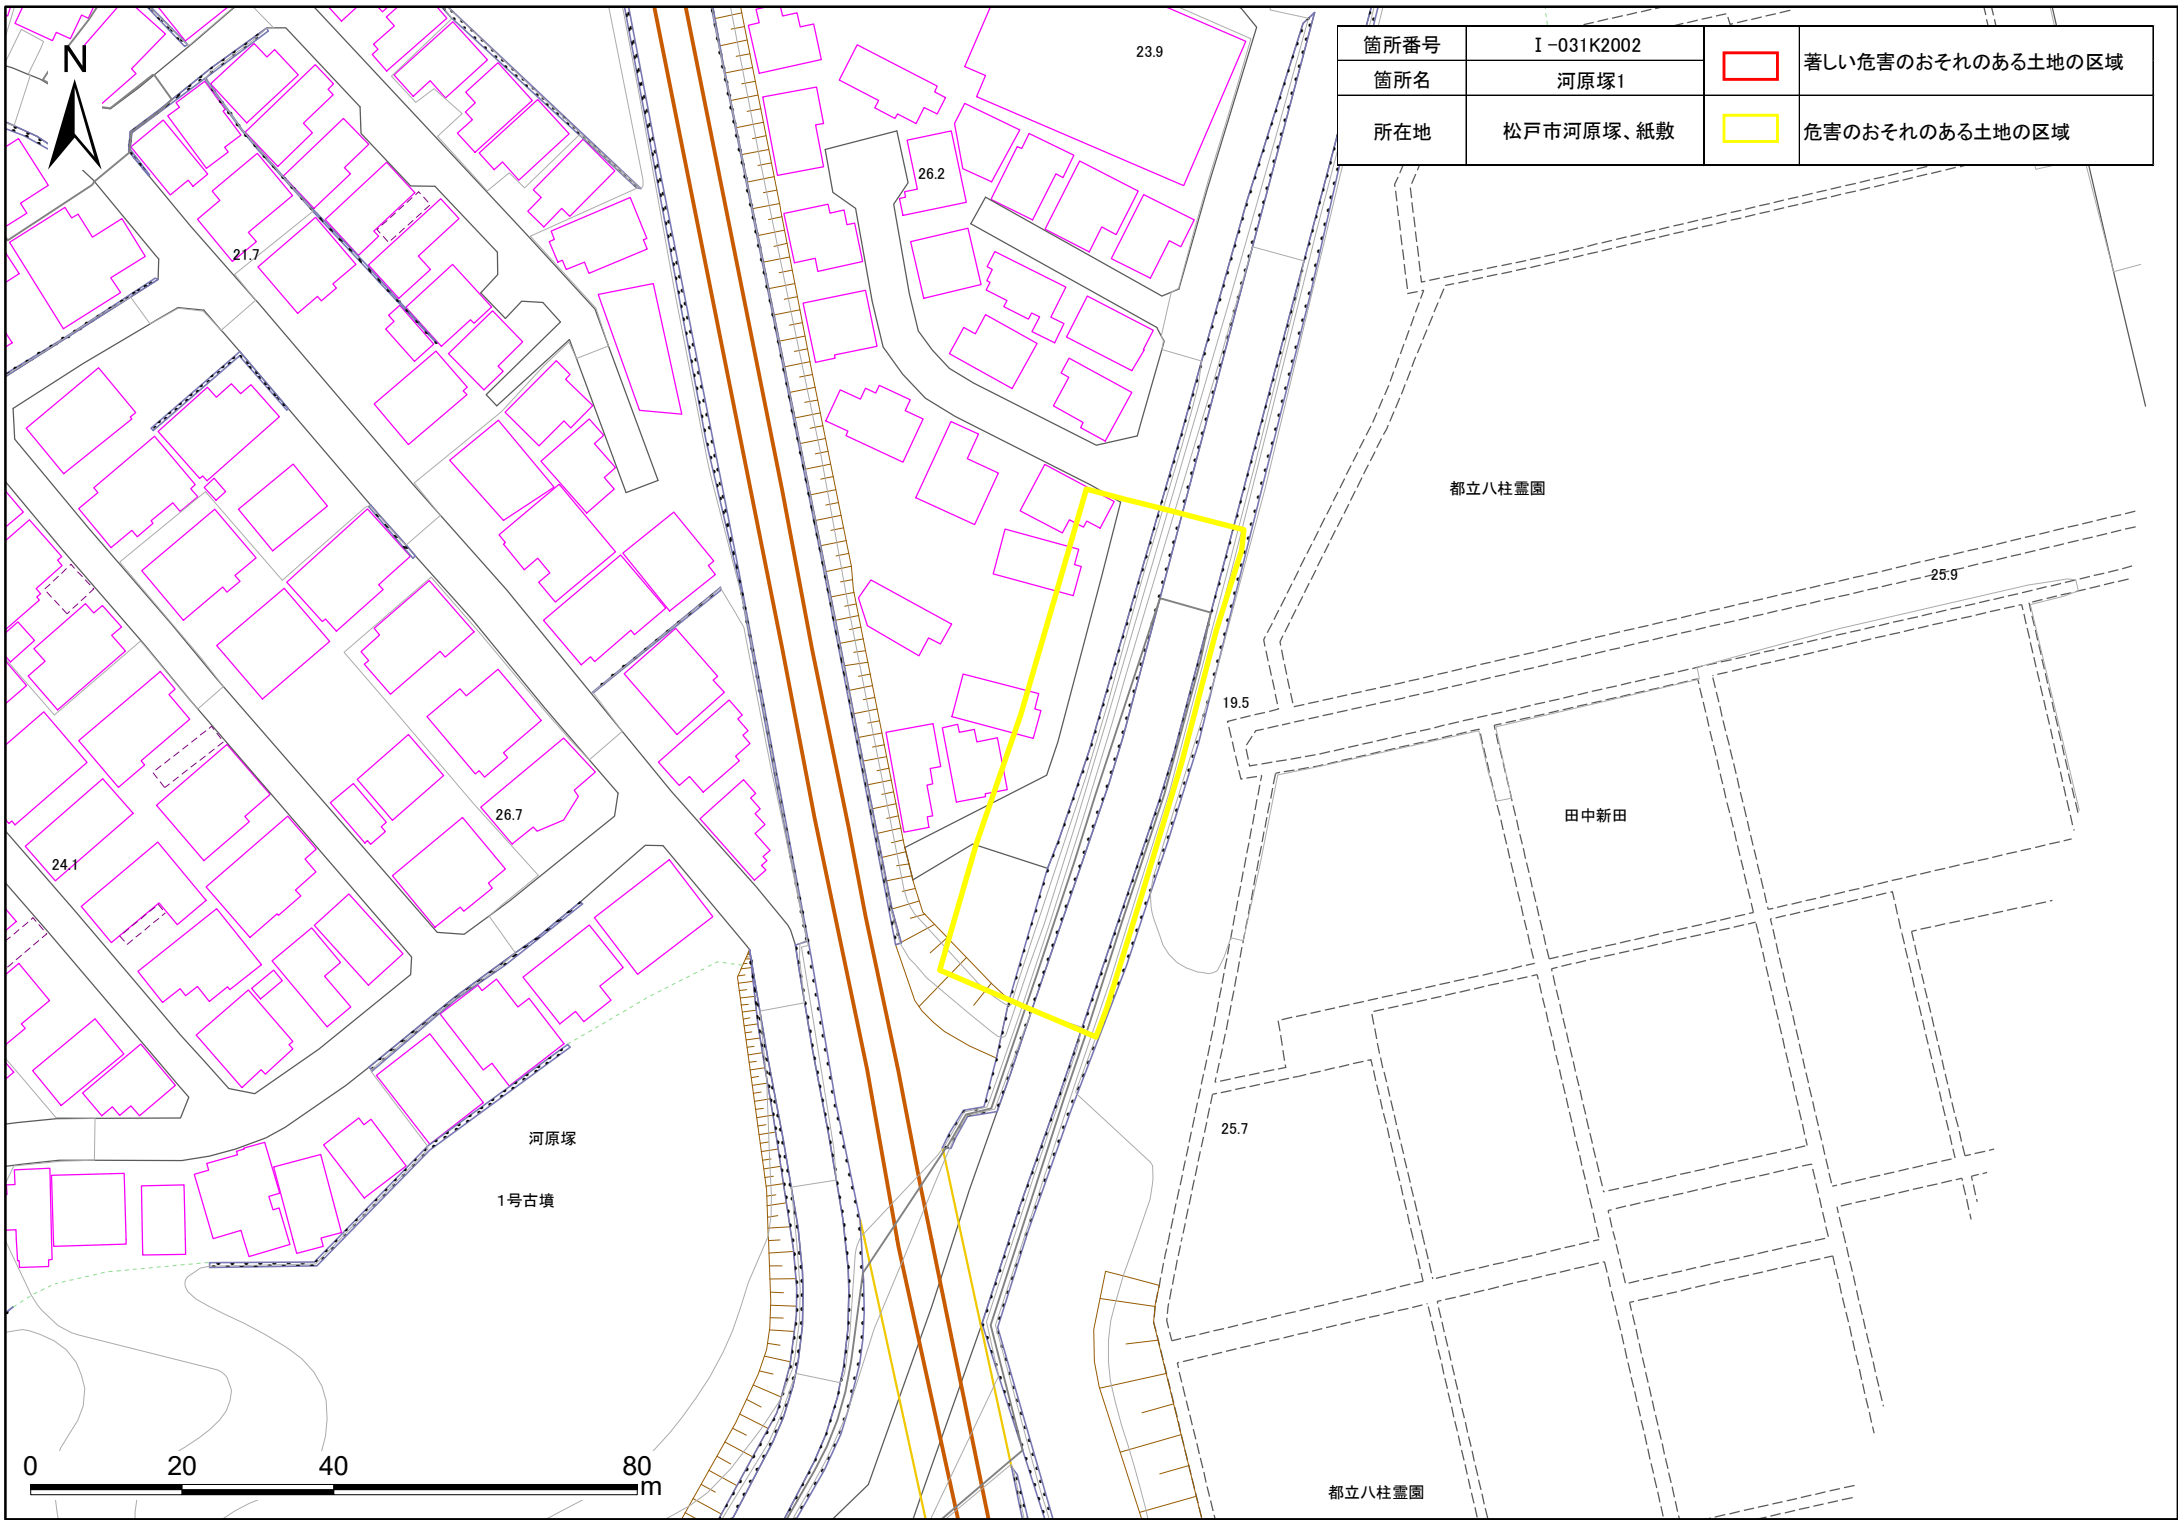 N
箇所番号 Ⅰ-031K2002 著しい危害のおそれのある土地の区域
箇所名 河原塚1
所在地 松戸市河原塚、紙敷 危害のおそれのある土地の区域
23.9
26.2
21.7
都立八柱霊園
25.9
19.5
26.7
田中新田
24.1
25.7
河原塚
1号古墳
0 20 40 80
m
都立八柱霊園